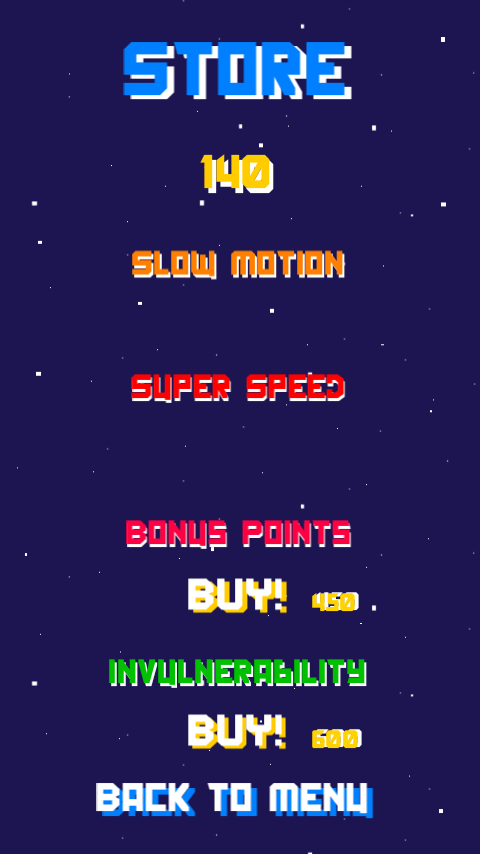 STORE
140
SLOW MOTION
SUPER SPEED
BONUS POINTS
BUY! 450
INVULNERABILITY
BUY! 600
BACK TO MENU